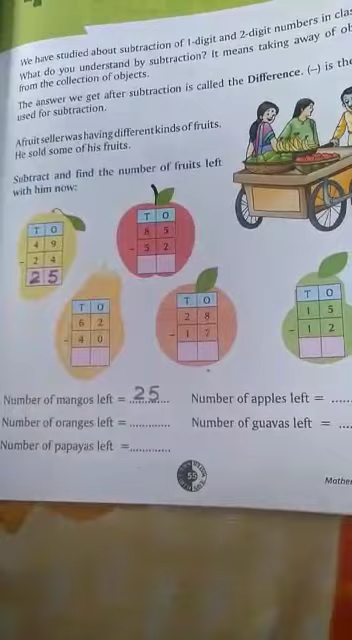 We have studied about subtraction of 1-digit and 2-digit numbers in
What do you understand by subtraction? It means taking away of
from the collection of objects.
The answer we get after subtraction is called the Difference. (–) is the
used for subtraction.
A fruit seller was having different kinds of fruits.
He sold some of his fruits.
Subtract and find the number of fruits left
with him now:
T O
4 9
- 2 4
2 5
T O
8 5
- 5 2
T O
6 2
- 4 0
T O
2 8
- 1 7
T O
1 5
- 1 2
Number of mangos left = ...25...
Number of apples left = .....
Number of oranges left = .............
Number of guavas left = ....
Number of papayas left = .............
55